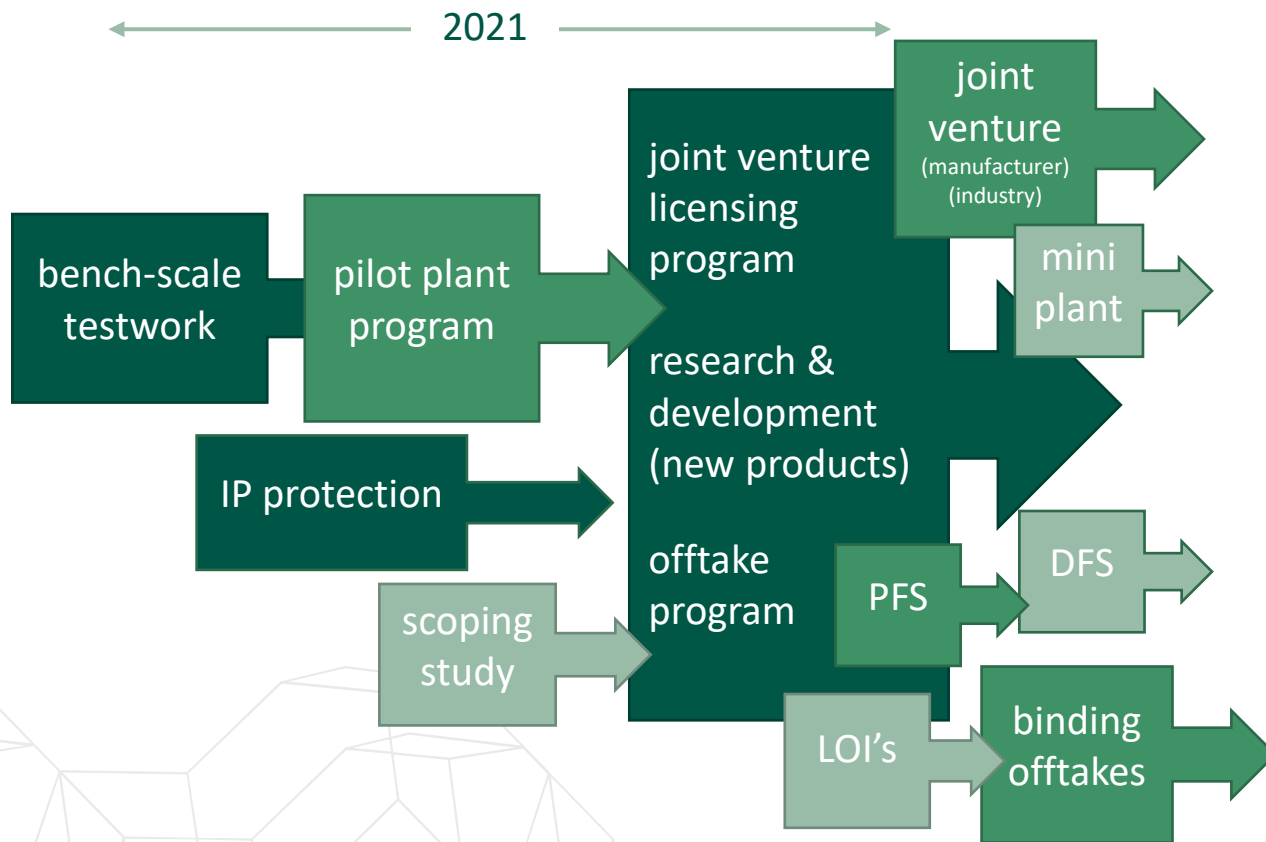 2021
bench-scale
testwork
pilot plant
program
IP protection
scoping
study
joint venture
licensing
program
research &
development
(new products)
offtake
program
joint
venture
(manufacturer)
(industry)
mini
plant
PFS
DFS
LOI’s
binding
offtakes